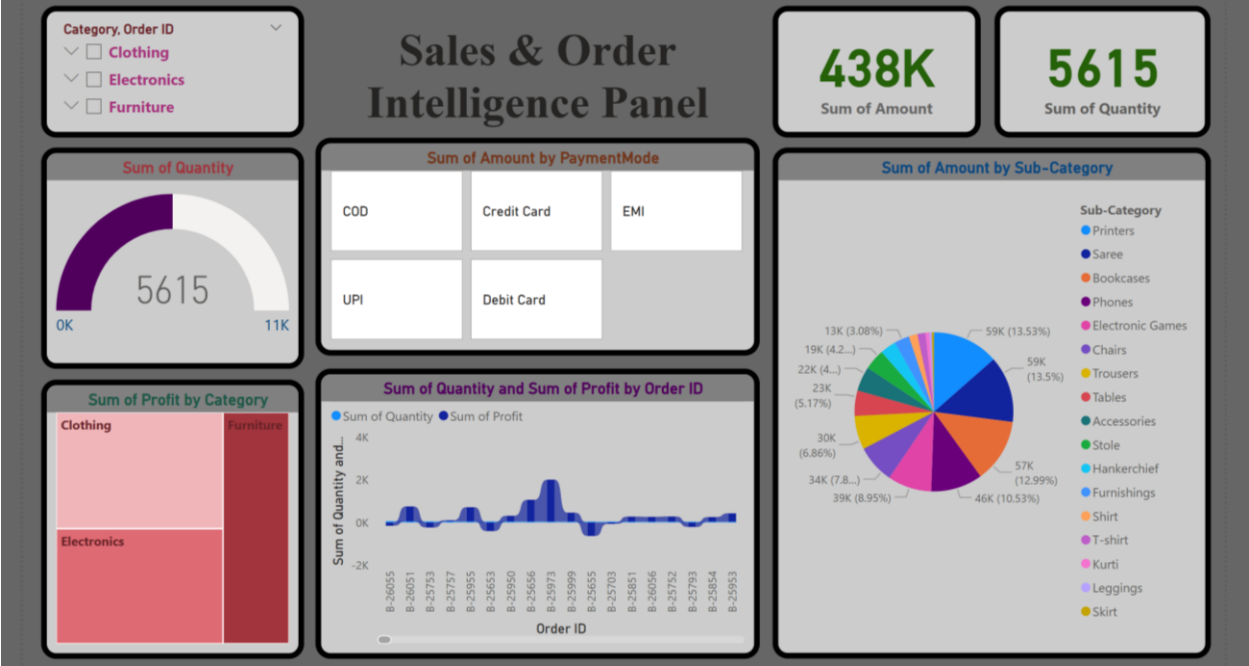 Category, Order ID
Clothing
Electronics
Furniture
Sales & Order
Intelligence Panel
438K
Sum of Amount
5615
Sum of Quantity
Sum of Quantity
5615
0K
11K
Sum of Amount by PaymentMode
COD
Credit Card
EMI
UPI
Debit Card
Sum of Amount by Sub-Category
Sub-Category
Printers
Saree
Bookcases
Phones
Electronic Games
Chairs
Trousers
Tables
Accessories
Stole
Hankerchief
Furnishings
Shirt
T-shirt
Kurti
Leggings
Skirt
59K (13.53%)
59K
(13.5%)
57K
(12.99%)
46K (10.53%)
39K (8.95%)
34K (7.8...)
30K
(6.86%)
23K
(5.17%)
22K (4...)
19K (4.2...)
13K (3.08%)
Sum of Profit by Category
Clothing
Furniture
Electronics
Sum of Quantity and Sum of Profit by Order ID
Sum of Quantity
Sum of Profit
Sum of Quantity and...
4K
2K
0K
-2K
B-26055
B-26051
B-25753
B-25757
B-25955
B-25653
B-25950
B-25656
B-25973
B-25999
B-25655
B-25703
B-25851
B-26056
B-25752
B-25793
B-25854
B-25953
Order ID